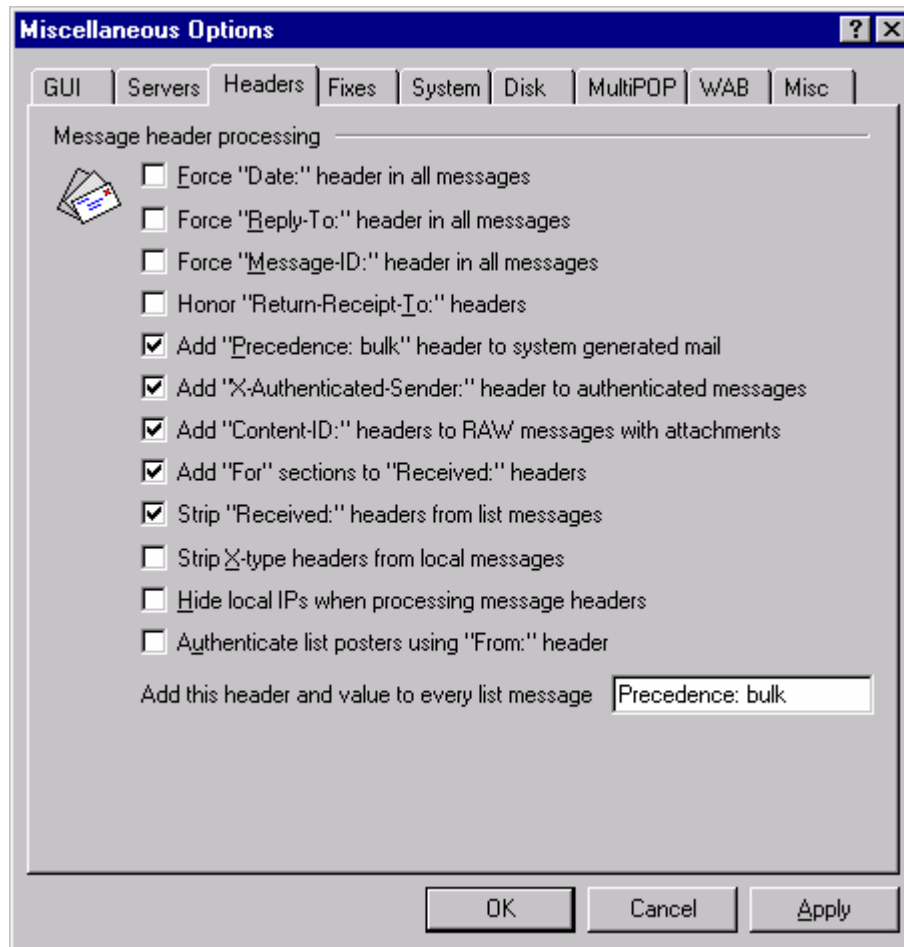 Miscellaneous Options
GUI Servers Headers Fixes System Disk MultiPOP WAB Misc
Message header processing
Force "Date:" header in all messages
Force "Reply-To:" header in all messages
Force "Message-ID:" header in all messages
Honor "Return-Receipt-To:" headers
Add "Precedence: bulk" header to system generated mail
Add "X-Authenticated-Sender:" header to authenticated messages
Add "Content-ID:" headers to RAW messages with attachments
Add "For" sections to "Received:" headers
Strip "Received:" headers from list messages
Strip X-type headers from local messages
Hide local IPs when processing message headers
Authenticate list posters using "From:" header
Add this header and value to every list message Precedence: bulk
OK Cancel Apply